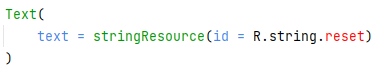 Text(
    text = stringResource(id = R.string.reset)
)